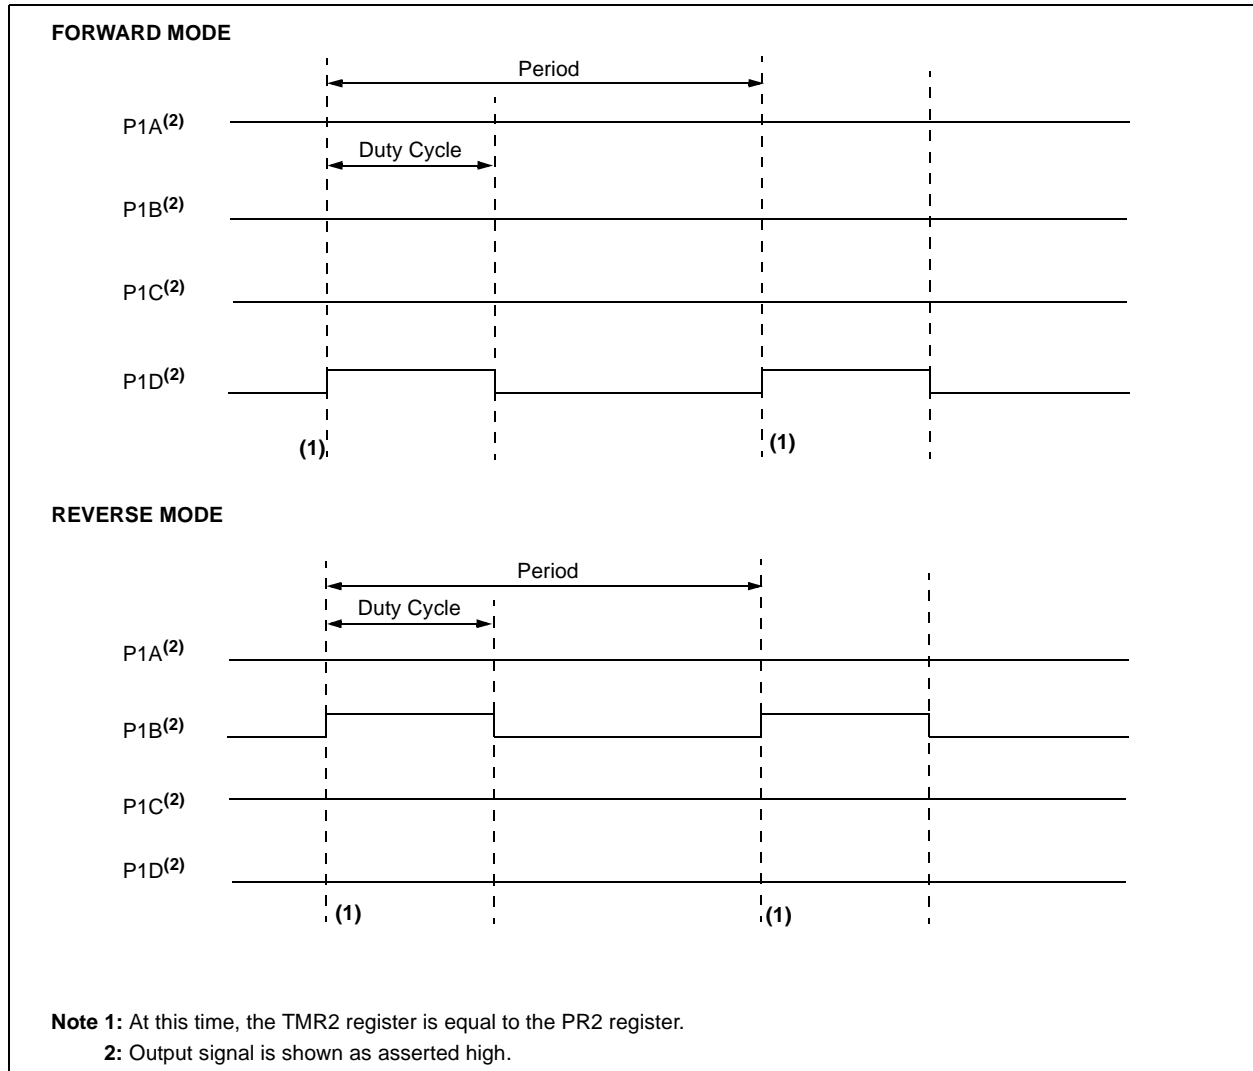 FORWARD MODE
Period
P1A(2)
Duty Cycle
P1B(2)
P1C(2)
P1D(2)
(1)
(1)
REVERSE MODE
Period
Duty Cycle
P1A(2)
P1B(2)
P1C(2)
P1D(2)
(1)
(1)
Note 1: At this time, the TMR2 register is equal to the PR2 register.
2: Output signal is shown as asserted high.